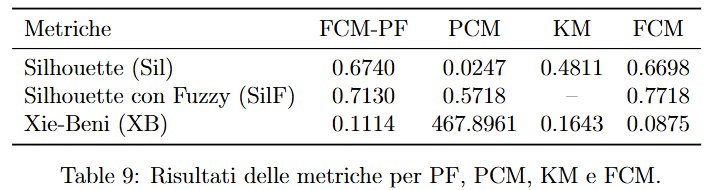 Metriche FCM-PF PCM KM FCM
Silhouette (Sil) 0.6740 0.0247 0.4811 0.6698
Silhouette con Fuzzy (SilF) 0.7130 0.5718 – 0.7718
Xie-Beni (XB) 0.1114 467.8961 0.1643 0.0875
Table 9: Risultati delle metriche per PF, PCM, KM e FCM.